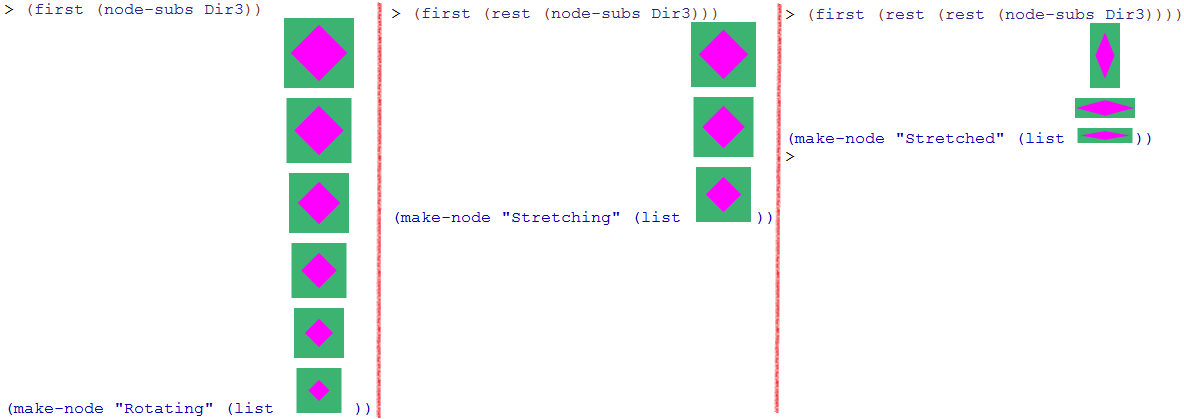 > (first (node-subs Dir3))
(make-node "Rotating" (list ))
> (first (rest (node-subs Dir3)))
(make-node "Stretching" (list ))
> (first (rest (rest (node-subs Dir3))))
(make-node "Stretched" (list ))
>